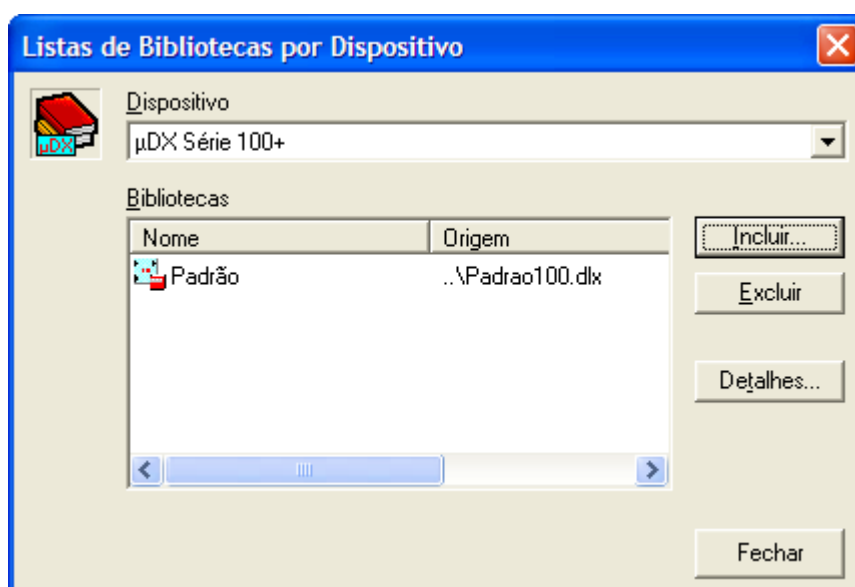 Listas de Bibliotecas por Dispositivo
µDX
Dispositivo
µDX Série 100+
Bibliotecas
Nome Origem
Padrão ..\Padrao100.dlx
Incluir...
Excluir
Detalhes...
Fechar